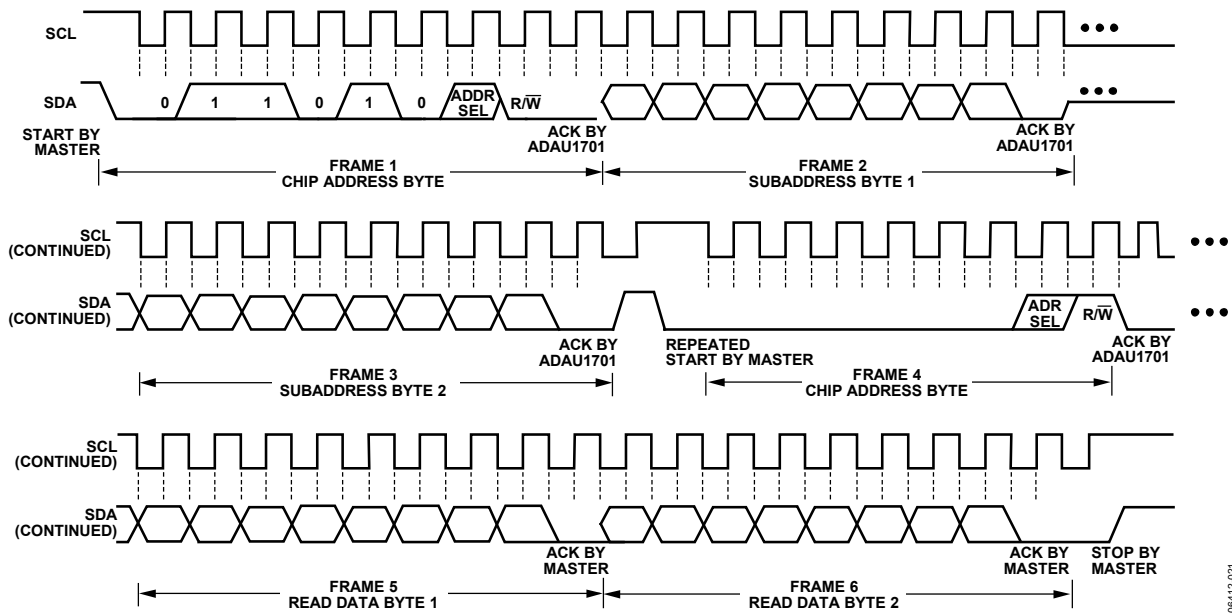 SCL
SDA
0 1 1 0 1 0 ADDR SEL R/W̅
START BY MASTER
ACK BY ADAU1701
ACK BY ADAU1701
FRAME 1
CHIP ADDRESS BYTE
FRAME 2
SUBADDRESS BYTE 1
SCL
(CONTINUED)
SDA
(CONTINUED)
ADR SEL R/W̅
ACK BY ADAU1701
REPEATED
START BY MASTER
ACK BY ADAU1701
FRAME 3
SUBADDRESS BYTE 2
FRAME 4
CHIP ADDRESS BYTE
SCL
(CONTINUED)
SDA
(CONTINUED)
ACK BY MASTER
ACK BY MASTER
STOP BY MASTER
FRAME 5
READ DATA BYTE 1
FRAME 6
READ DATA BYTE 2
06412-021